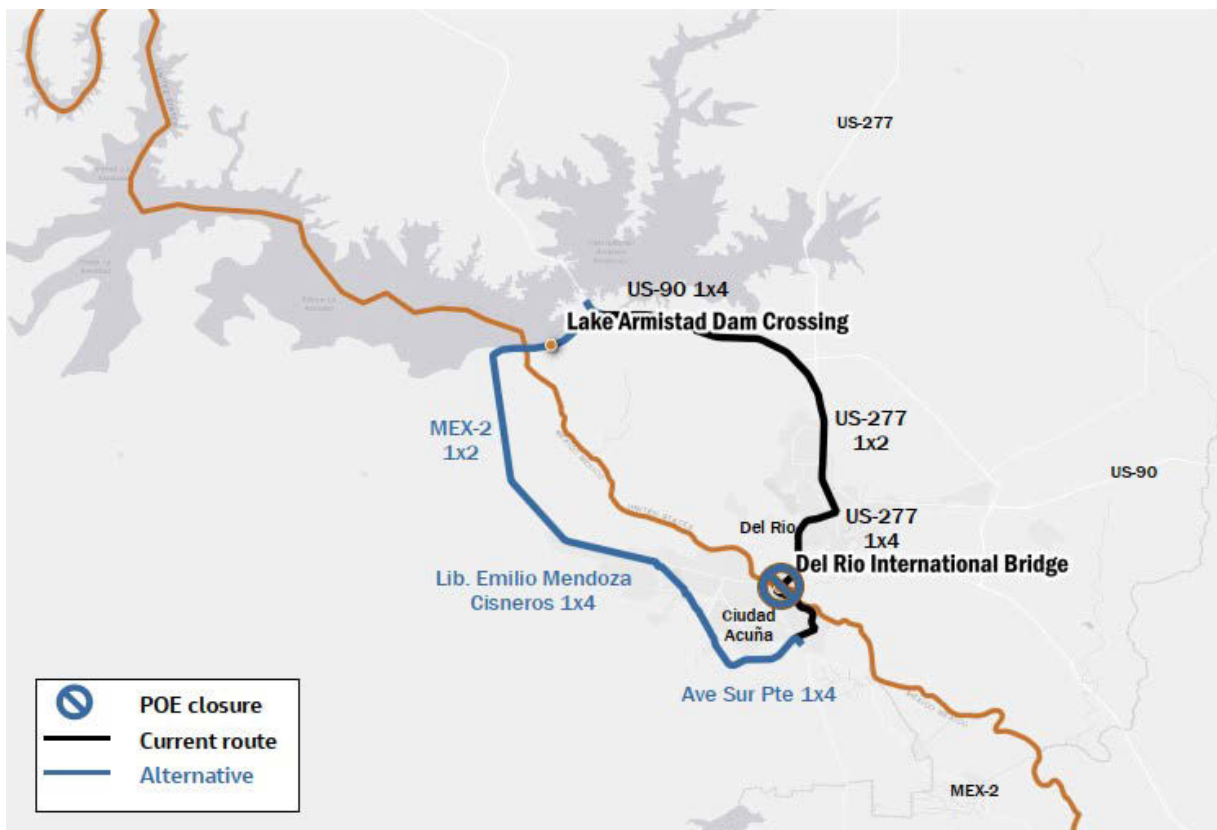 US-277
US-90 1x4
Lake Armistad Dam Crossing
MEX-2
1x2
US-277
1x2
US-90
UNITED STATES
Del Rio
US-277
1x4
Del Rio International Bridge
Lib. Emilio Mendoza
Cisneros 1x4
Ciudad
Acuña
Ave Sur Pte 1x4
POE closure
Current route
Alternative
MEX-2